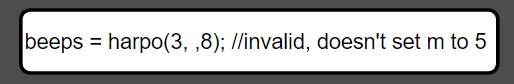 beeps = harpo(3, ,8); //invalid, doesn't set m to 5